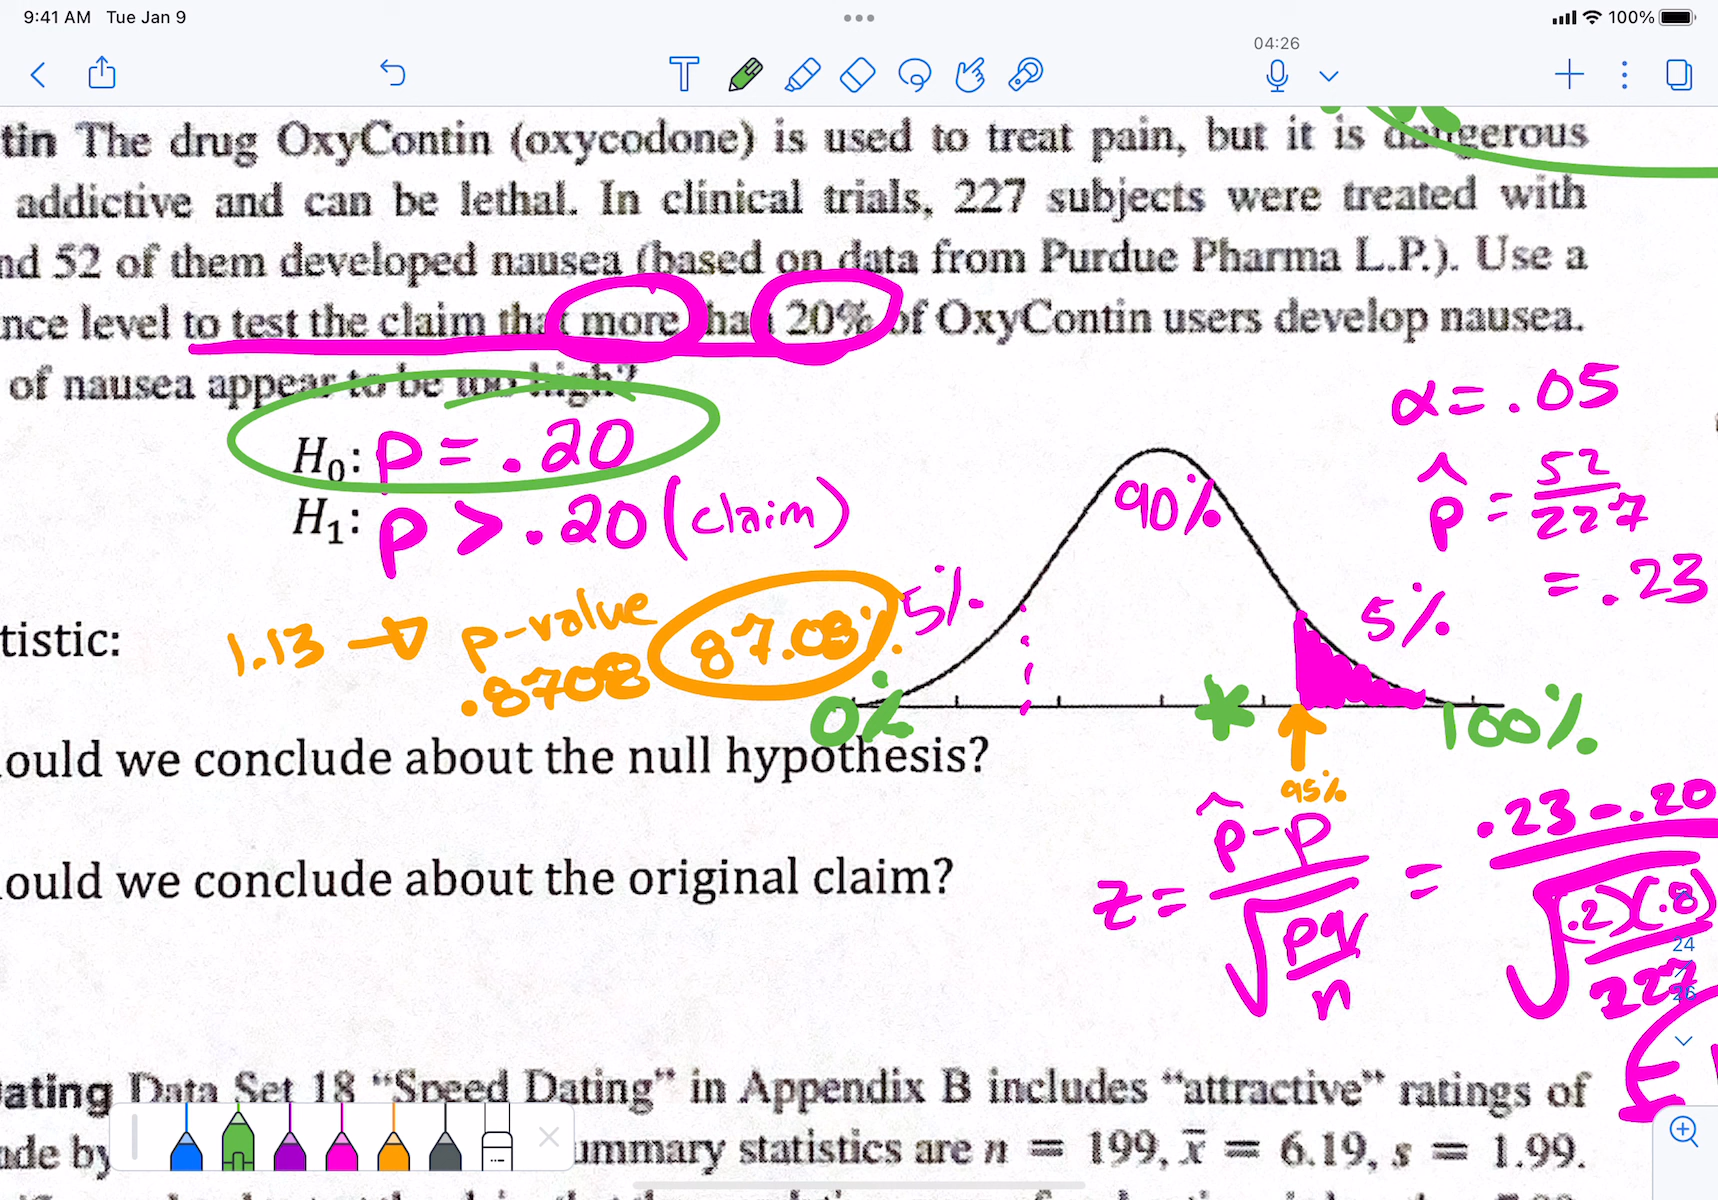 9:41 AM Tue Jan 9
100%
04:26
tin The drug OxyContin (oxycodone) is used to treat pain, but it is dangerous
addictive and can be lethal. In clinical trials, 227 subjects were treated with
nd 52 of them developed nausea (based on data from Purdue Pharma L.P.). Use a
nce level to test the claim that more than 20% of OxyContin users develop nausea.
of nausea appear to be too high?
α = .05
H₀: p = .20
p̂ = 52/227
= .23
H₁: p > .20 (claim)
90%
5%
5%
tistic:
1.13 → p-value
.8708
87.08%
0%
100%
95%
ould we conclude about the null hypothesis?
z = (p̂ - p)/√(pq/n) = (.23 - .20)/√((.2)(.8)/227)
ould we conclude about the original claim?
24
/
26
ating Data Set 18 “Speed Dating” in Appendix B includes “attractive” ratings of
ade by
ummary statistics are n = 199, x̄ = 6.19, s = 1.99.